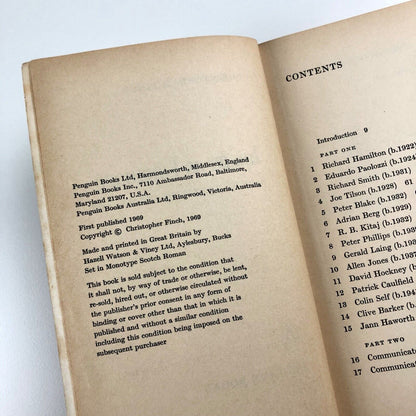 Penguin Books Ltd, Harmondsworth, Middlesex, England
Penguin Books Inc., 7110 Ambassador Road, Baltimore,
Maryland 21207, U.S.A.
Penguin Books Australia Ltd, Ringwood, Victoria, Australia
First published 1969
Copyright © Christopher Finch, 1969
Made and printed in Great Britain by
Hazell Watson & Viney Ltd, Aylesbury, Bucks
Set in Monotype Scotch Roman
This book is sold subject to the condition that
it shall not, by way of trade or otherwise, be lent,
re-sold, hired out, or otherwise circulated without
the publisher's prior consent in any form of
binding or cover other than that in which it is
published and without a similar condition
including this condition being imposed on the
subsequent purchaser
CONTENTS
Introduction 9
PART ONE
1 Richard Hamilton (b.1922)
2 Eduardo Paolozzi (b.1924)
3 Richard Smith (b.1931)
4 Joe Tilson (b.1928)
5 Peter Blake (b.1932)
6 Adrian Berg (b.1929)
7 R. B. Kitaj (b.1932)
8 Peter Phillips (b.1939)
9 Gerald Laing (b.193
10 Allen Jones (b.1937)
11 David Hockney (b
12 Patrick Caulfield
13 Colin Self (b.194
14 Clive Barker (b
15 Jann Haworth
PART TWO
16 Communicat
17 Communicat